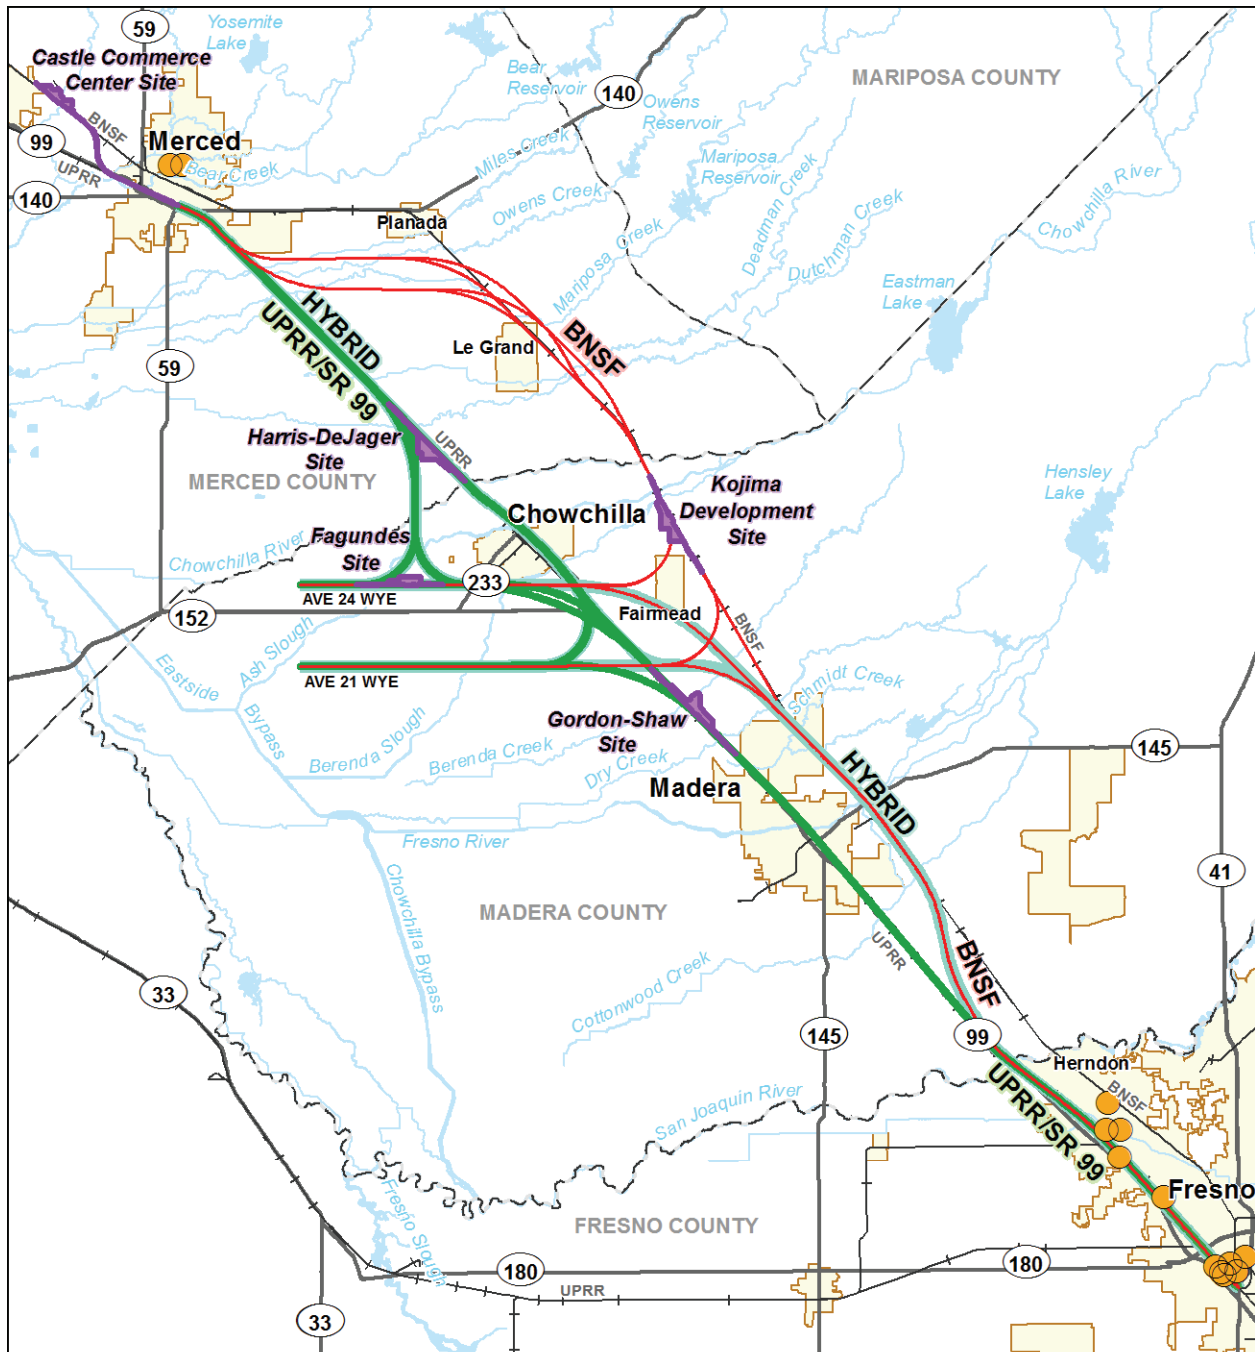 59
Yosemite
Lake
Castle Commerce
Center Site
Bear
Reservoir
MARIPOSA COUNTY
140
Owens
Reservoir
BNSF
99
Merced
UPRR
Bear Creek
Miles Creek
Mariposa
Reservoir
140
Owens Creek
Planada
Mariposa Creek
Deadman Creek
Dutchman Creek
Chowchilla River
Eastman
Lake
HYBRID
UPRR/SR 99
BNSF
Le Grand
59
Harris-DeJager
Site
UPRR
MERCED COUNTY
Hensley
Lake
Kojima
Development
Site
Chowchilla
Fagundes
Site
Chowchilla River
233
AVE 24 WYE
152
Fairmead
BNSF
Ash Slough
Eastside
Bypass
AVE 21 WYE
Schmidt Creek
Gordon-Shaw
Site
Berenda Slough
Berenda Creek
Dry Creek
145
HYBRID
Madera
Fresno River
41
Chowchilla Bypass
MADERA COUNTY
UPRR
BNSF
Cottonwood Creek
33
145
99
Herndon
BNSF
UPRR/SR 99
San Joaquin River
Fresno
Fresno Slough
FRESNO COUNTY
180
180
UPRR
33